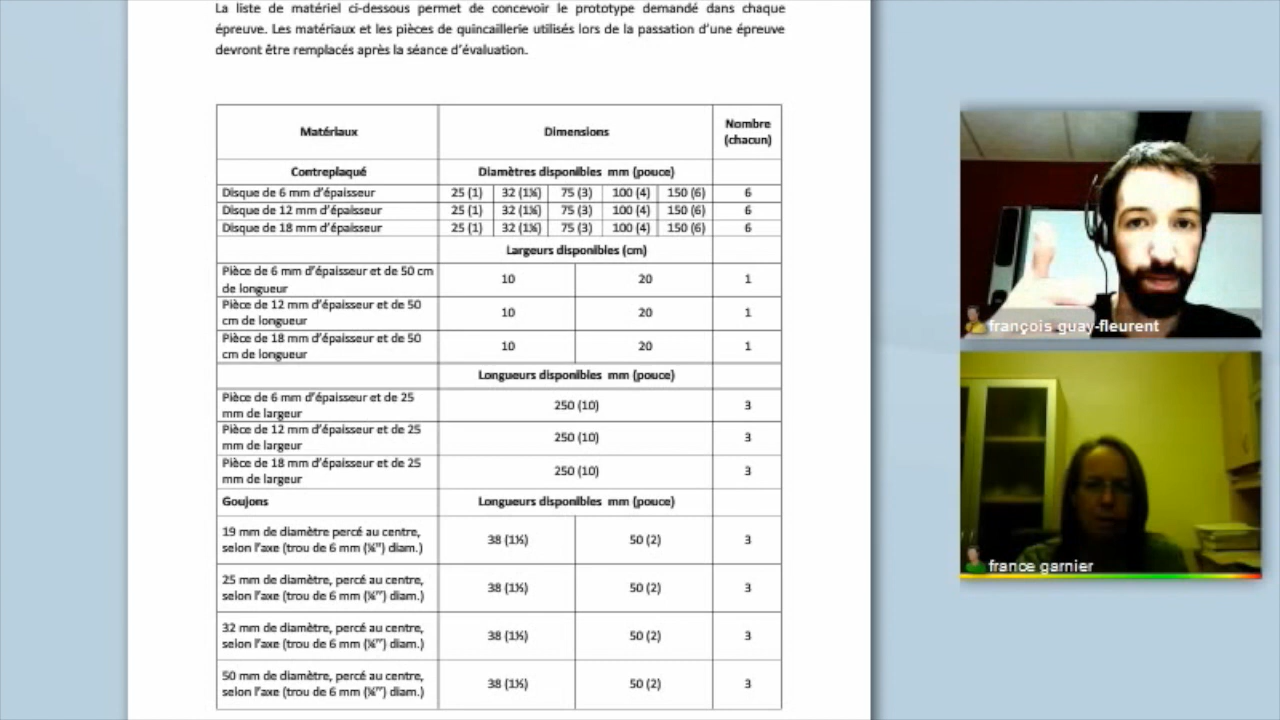 La liste de matériel ci-dessous permet de concevoir le prototype demandé dans chaque
épreuve. Les matériaux et les pièces de quincaillerie utilisés lors de la passation d'une épreuve
devront être remplacés après la séance d'évaluation.
Matériaux Dimensions Nombre (chacun)
Contreplaqué Diamètres disponibles mm (pouce)
Disque de 6 mm d'épaisseur 25 (1) 32 (1¼) 75 (3) 100 (4) 150 (6) 6
Disque de 12 mm d'épaisseur 25 (1) 32 (1¼) 75 (3) 100 (4) 150 (6) 6
Disque de 18 mm d'épaisseur 25 (1) 32 (1¼) 75 (3) 100 (4) 150 (6) 6
Largeurs disponibles (cm)
Pièce de 6 mm d'épaisseur et de 50 cm
de longueur 10 20 1
Pièce de 12 mm d'épaisseur et de 50
cm de longueur 10 20 1
Pièce de 18 mm d'épaisseur et de 50
cm de longueur 10 20 1
Longueurs disponibles mm (pouce)
Pièce de 6 mm d'épaisseur et de 25
mm de largeur 250 (10) 3
Pièce de 12 mm d'épaisseur et de 25
mm de largeur 250 (10) 3
Pièce de 18 mm d'épaisseur et de 25
mm de largeur 250 (10) 3
Goujons Longueurs disponibles mm (pouce)
19 mm de diamètre percé au centre,
selon l'axe (trou de 6 mm (¼") diam.) 38 (1½) 50 (2) 3
25 mm de diamètre, percé au centre,
selon l'axe (trou de 6 mm (¼") diam.) 38 (1½) 50 (2) 3
32 mm de diamètre, percé au centre,
selon l'axe (trou de 6 mm (¼") diam.) 38 (1½) 50 (2) 3
50 mm de diamètre, percé au centre,
selon l'axe (trou de 6 mm (¼") diam.) 38 (1½) 50 (2) 3
françois guay-fleurent
france garnier